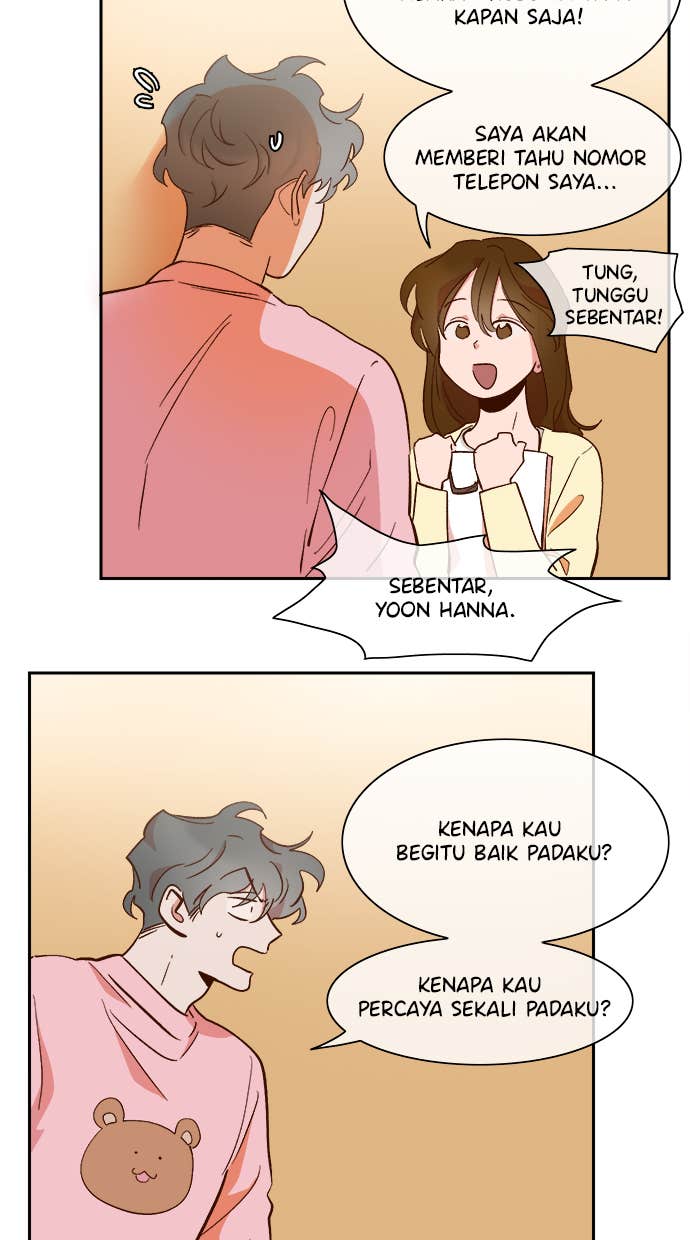 KAPAN SAJA!
SAYA AKAN
MEMBERI TAHU NOMOR
TELEPON SAYA...
TUNG,
TUNGGU
SEBENTAR!
SEBENTAR,
YOON HANNA.
KENAPA KAU
BEGITU BAIK PADAKU?
KENAPA KAU
PERCAYA SEKALI PADAKU?